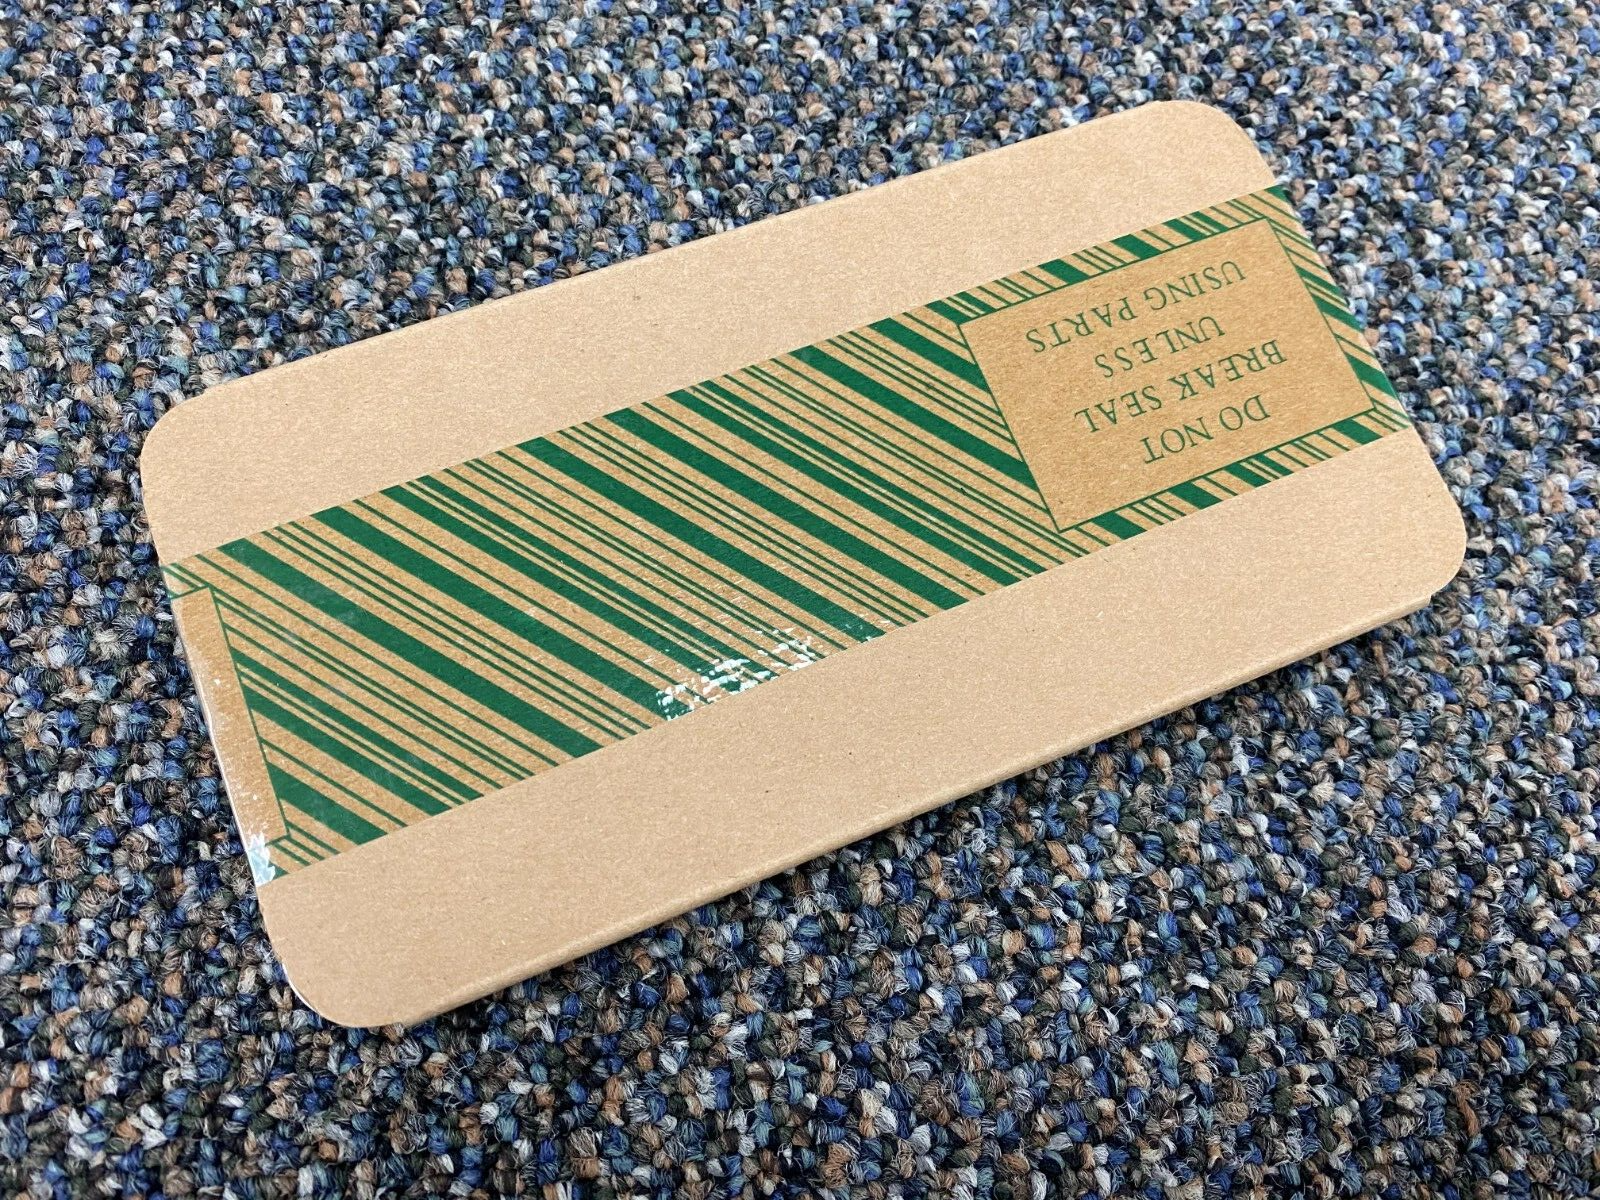 DO NOT
BREAK SEAL
UNLESS
USING PARTS